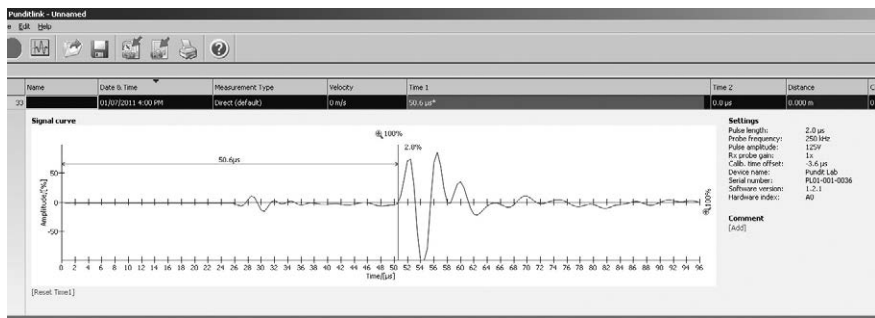 Punditlink - Unnamed
e Edit Help
Name Date & Time Measurement Type Velocity Time 1 Time 2 Distance C
33 01/07/2011 4:00 PM Direct (default) 0 m/s 50.6 µs* 0.0 µs 0.000 m 0
Signal curve
100%
2.0%
50.6µs
50
0
-50
Amplitude,[%]
100%
0 2 4 6 8 10 12 14 16 18 20 22 24 26 28 30 32 34 36 38 40 42 44 46 48 50 52 54 56 58 60 62 64 66 68 70 72 74 76 78 80 82 84 86 88 90 92 94 96
Time,[µs]
[Reset Time1]
Settings
Pulse length: 2.0 µs
Probe frequency: 250 kHz
Pulse amplitude: 125V
Rx probe gain: 1x
Calib. time offset: -3.6 µs
Device name: Pundit Lab
Serial number: PL01-001-0036
Software version: 1.2.1
Hardware index: A0
Comment
[Add]